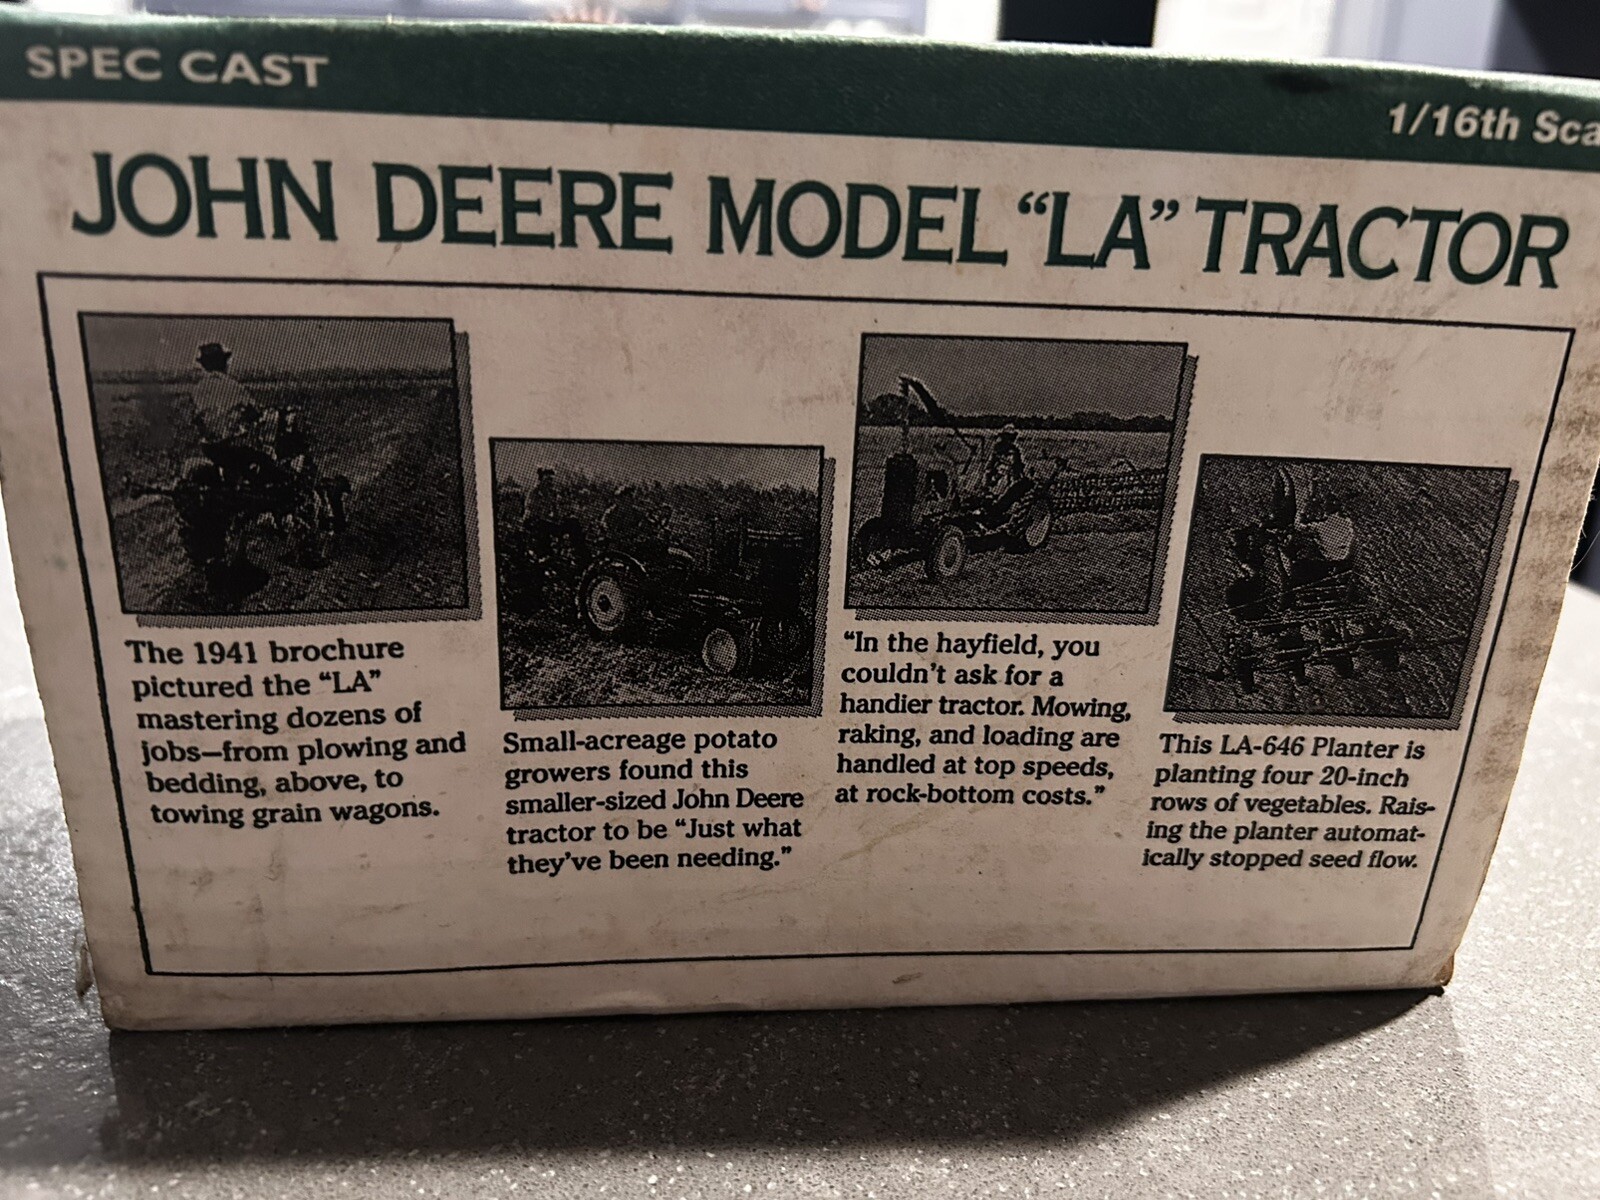 SPEC CAST
1/16th Sca
JOHN DEERE MODEL “LA” TRACTOR
The 1941 brochure
pictured the “LA”
mastering dozens of
jobs—from plowing and
bedding, above, to
towing grain wagons.
Small-acreage potato
growers found this
smaller-sized John Deere
tractor to be “Just what
they’ve been needing.”
“In the hayfield, you
couldn’t ask for a
handier tractor. Mowing,
raking, and loading are
handled at top speeds,
at rock-bottom costs.”
This LA-646 Planter is
planting four 20-inch
rows of vegetables. Rais-
ing the planter automat-
ically stopped seed flow.